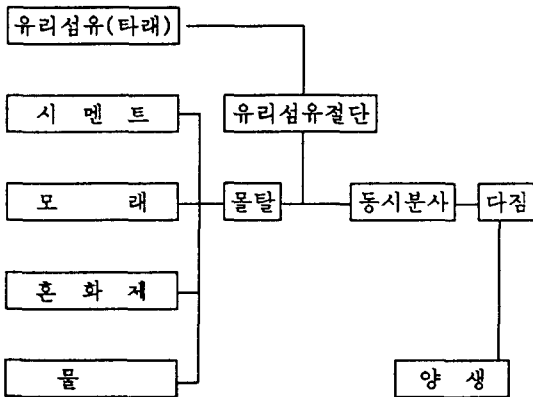 유리섬유(타래)
시 멘 트
유리섬유절단
모 래
몰탈
동시분사
다짐
혼 화 제
물
양 생